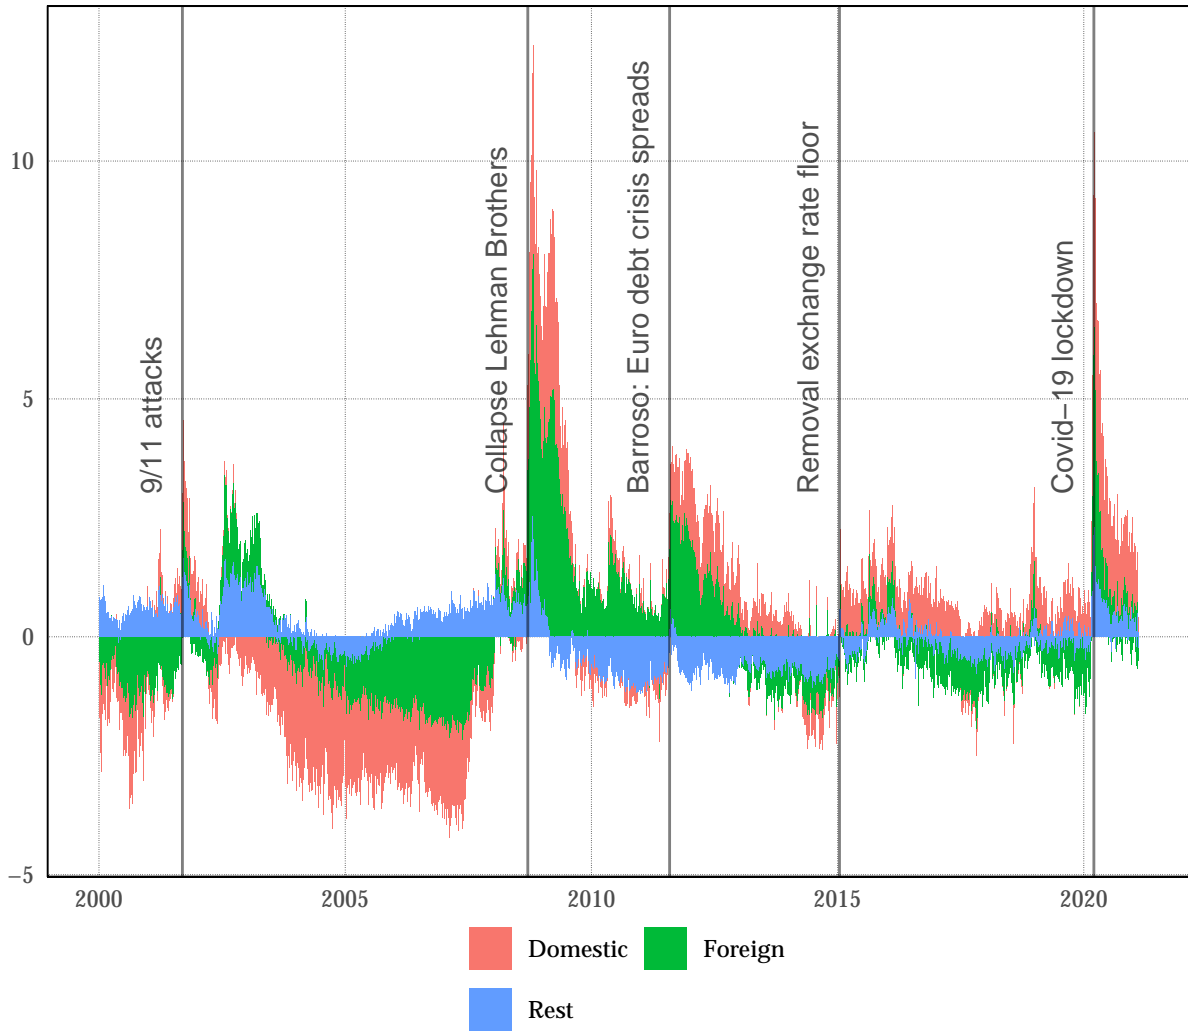 10
5
0
−5
9/11 attacks
Collapse Lehman Brothers
Barroso: Euro debt crisis spreads
Removal exchange rate floor
Covid−19 lockdown
2000 2005 2010 2015 2020
Domestic Foreign
Rest